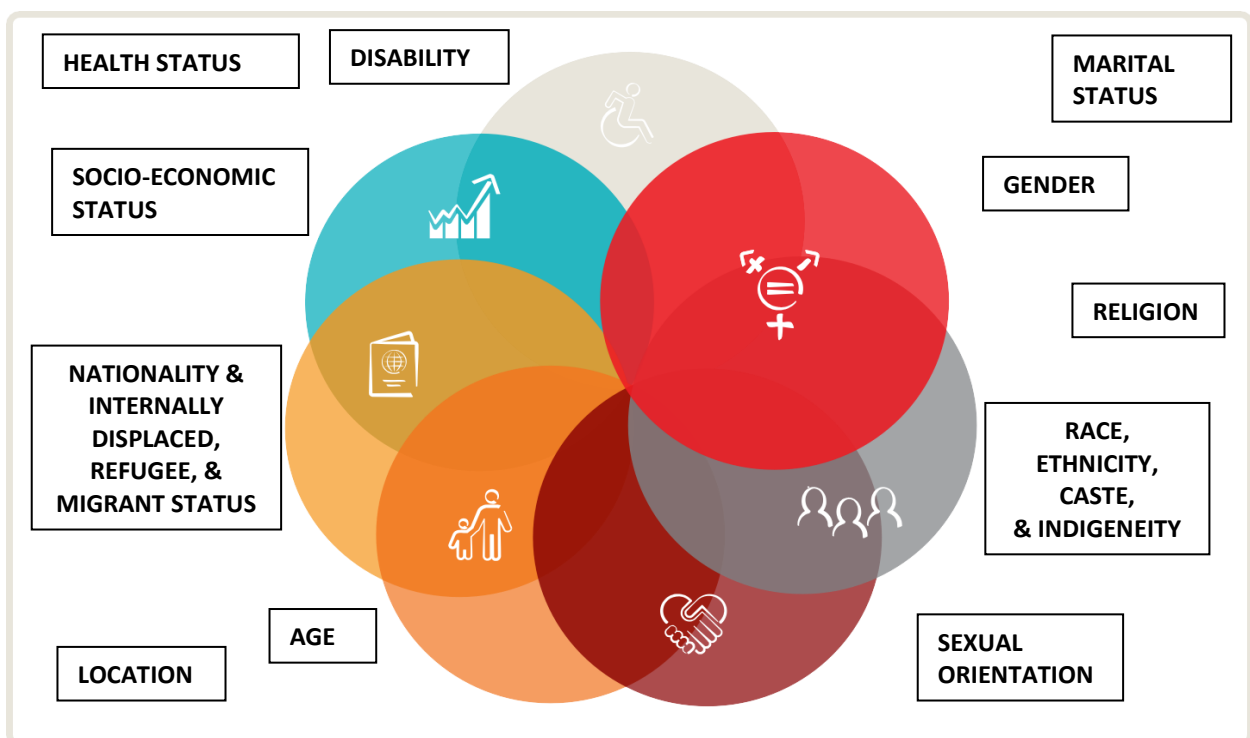 HEALTH STATUS
DISABILITY
MARITAL
STATUS
SOCIO-ECONOMIC
STATUS
GENDER
RELIGION
NATIONALITY &
INTERNALLY
DISPLACED,
REFUGEE, &
MIGRANT STATUS
RACE,
ETHNICITY,
CASTE,
& INDIGENEITY
AGE
LOCATION
SEXUAL
ORIENTATION